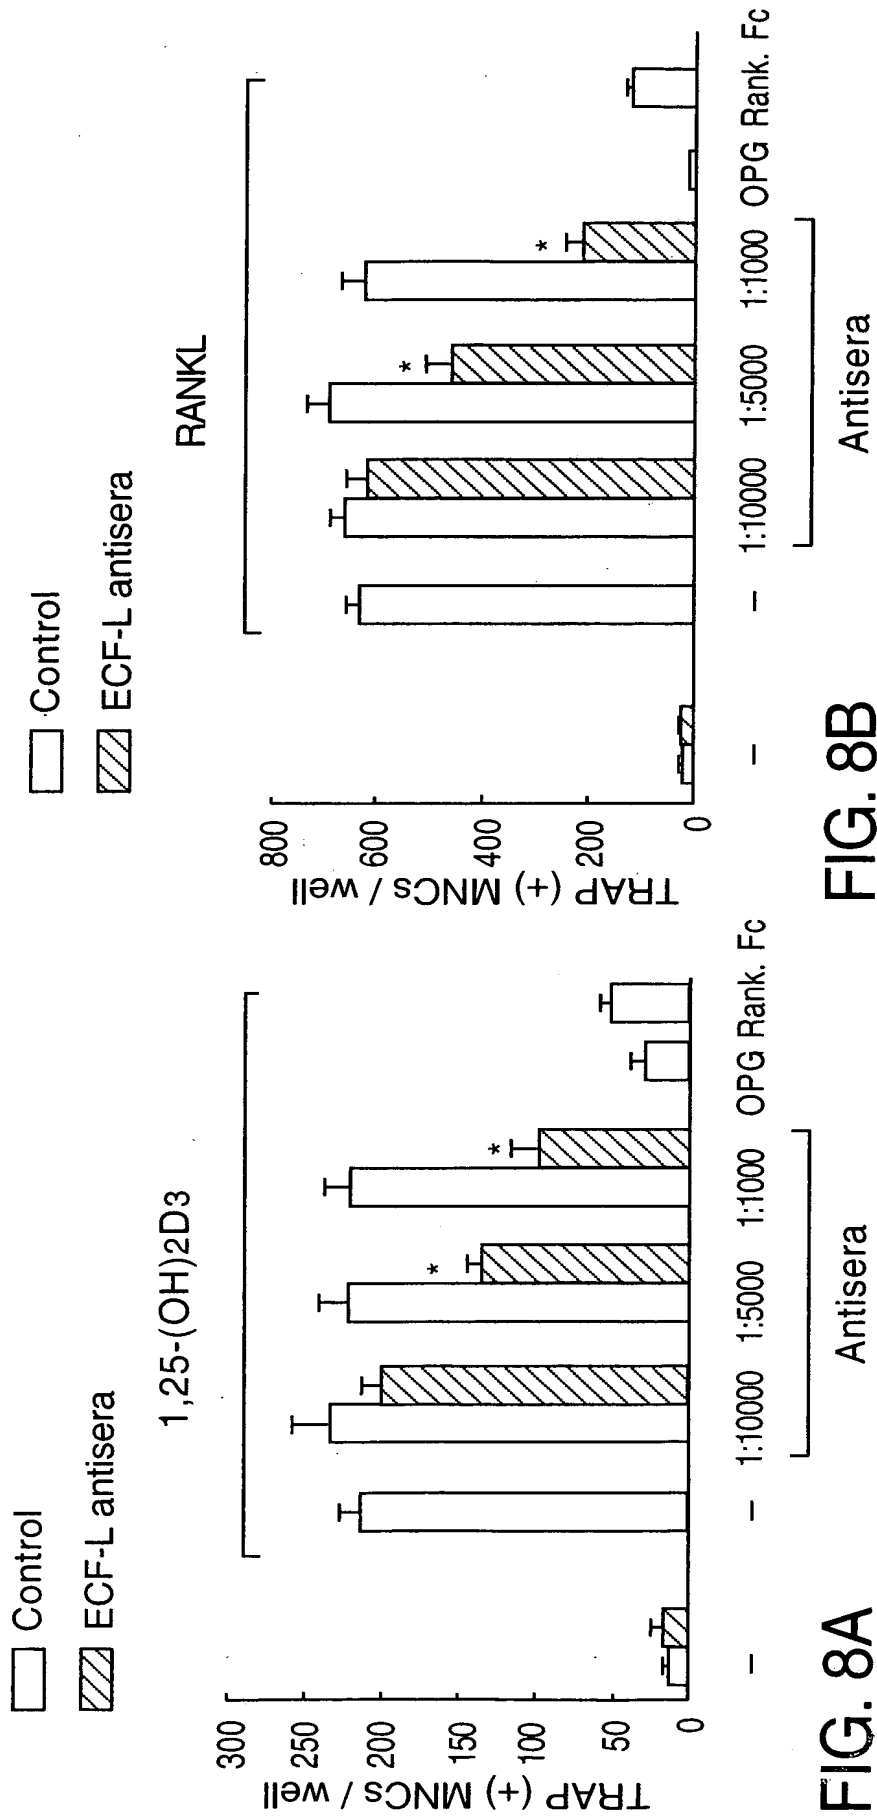 Control
ECF-L antisera
1,25-(OH)2D3
TRAP (+) MNCs / well
300
250
200
150
100
50
0
* *
– – 1:10000 1:5000 1:1000 OPG Rank. Fc
Antisera
FIG. 8A
Control
ECF-L antisera
RANKL
TRAP (+) MNCs / well
800
600
400
200
0
* *
– – 1:10000 1:5000 1:1000 OPG Rank. Fc
Antisera
FIG. 8B